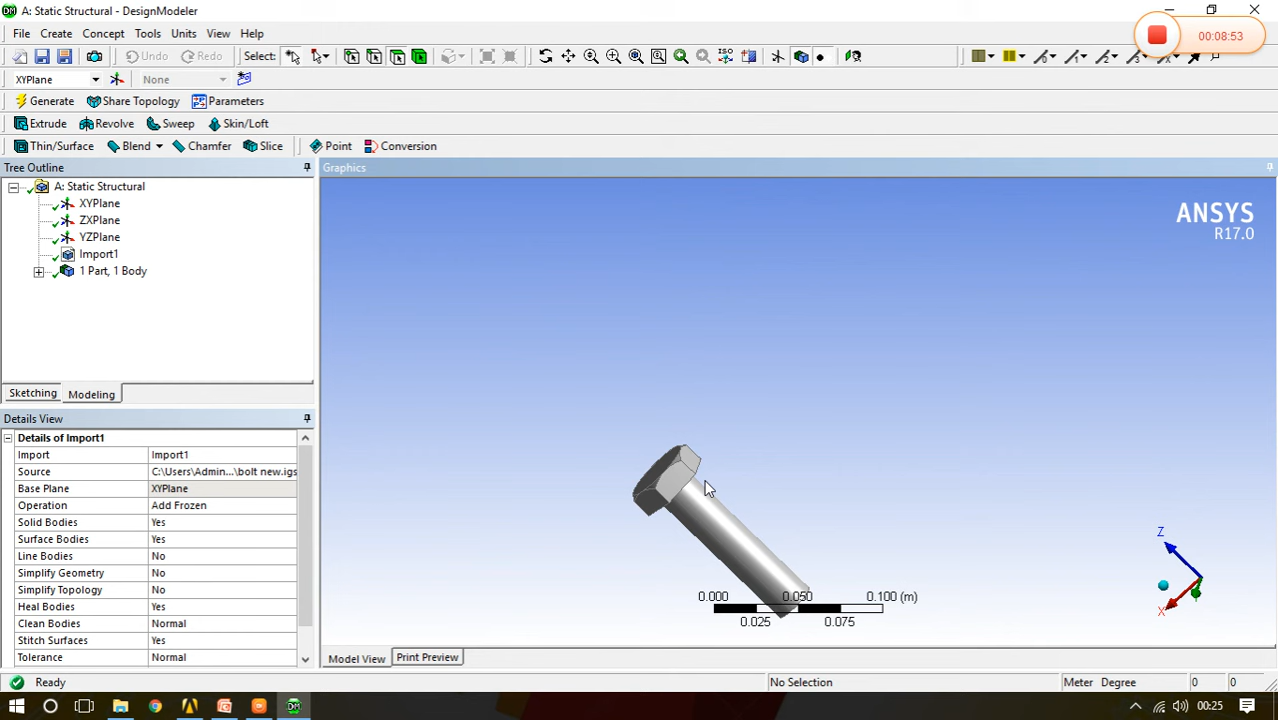 A: Static Structural - DesignModeler
00:08:53
File Create Concept Tools Units View Help
Undo Redo Select:
XYPlane None
Generate Share Topology Parameters
Extrude Revolve Sweep Skin/Loft
Thin/Surface Blend Chamfer Slice Point Conversion
Tree Outline
A: Static Structural
XYPlane
ZXPlane
YZPlane
Import1
1 Part, 1 Body
Sketching Modeling
Details View
Details of Import1
Import Import1
Source C:\Users\Admin...\bolt new.igs
Base Plane XYPlane
Operation Add Frozen
Solid Bodies Yes
Surface Bodies Yes
Line Bodies No
Simplify Geometry No
Simplify Topology No
Heal Bodies Yes
Clean Bodies Normal
Stitch Surfaces Yes
Tolerance Normal
Graphics
ANSYS
R17.0
Z
X
0.000 0.050 0.100 (m)
0.025 0.075
Model View Print Preview
Ready No Selection Meter Degree 0 0
00:25